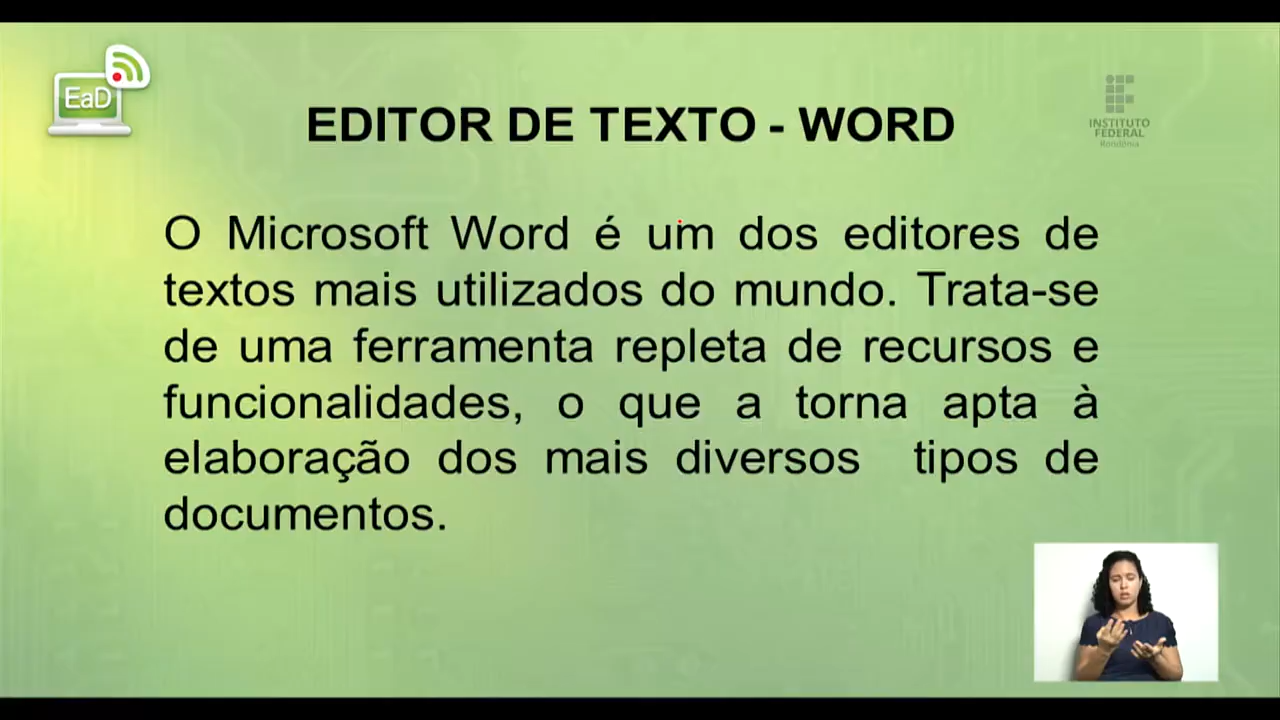 EaD
EDITOR DE TEXTO - WORD
INSTITUTO
FEDERAL
Rondônia
O Microsoft Word é um dos editores de
textos mais utilizados do mundo. Trata-se
de uma ferramenta repleta de recursos e
funcionalidades, o que a torna apta à
elaboração dos mais diversos tipos de
documentos.